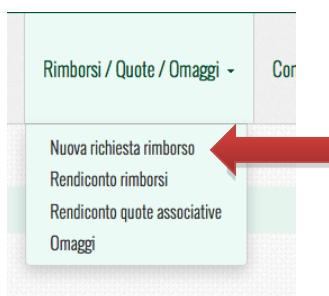 Rimborsi / Quote / Omaggi
Nuova richiesta rimborso
Rendiconto rimborsi
Rendiconto quote associative
Omaggi